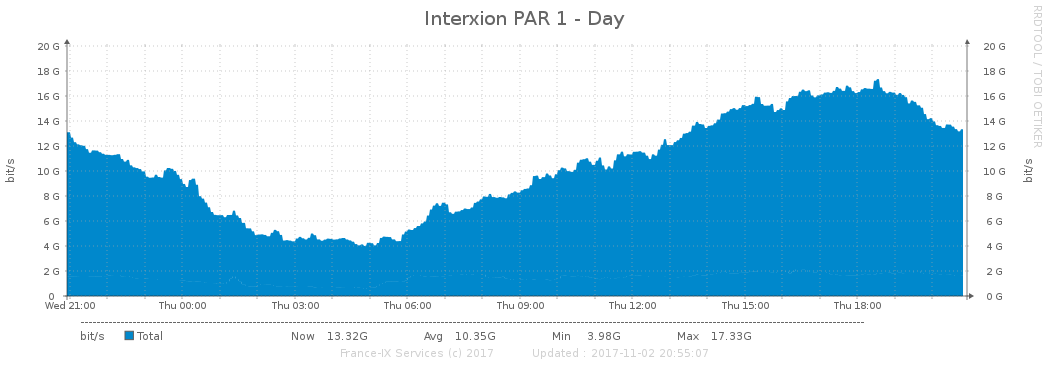 Interxion PAR 1 - Day
RRDTOOL / TOBI OETIKER
20 G 20 G
18 G 18 G
16 G 16 G
14 G 14 G
12 G 12 G
10 G 10 G
8 G 8 G
6 G 6 G
4 G 4 G
2 G 2 G
0 0 G
bit/s
bit/s
Wed 21:00 Thu 00:00 Thu 03:00 Thu 06:00 Thu 09:00 Thu 12:00 Thu 15:00 Thu 18:00
bit/s Total Now 13.32G Avg 10.35G Min 3.98G Max 17.33G
France-IX Services (c) 2017 Updated : 2017-11-02 20:55:07